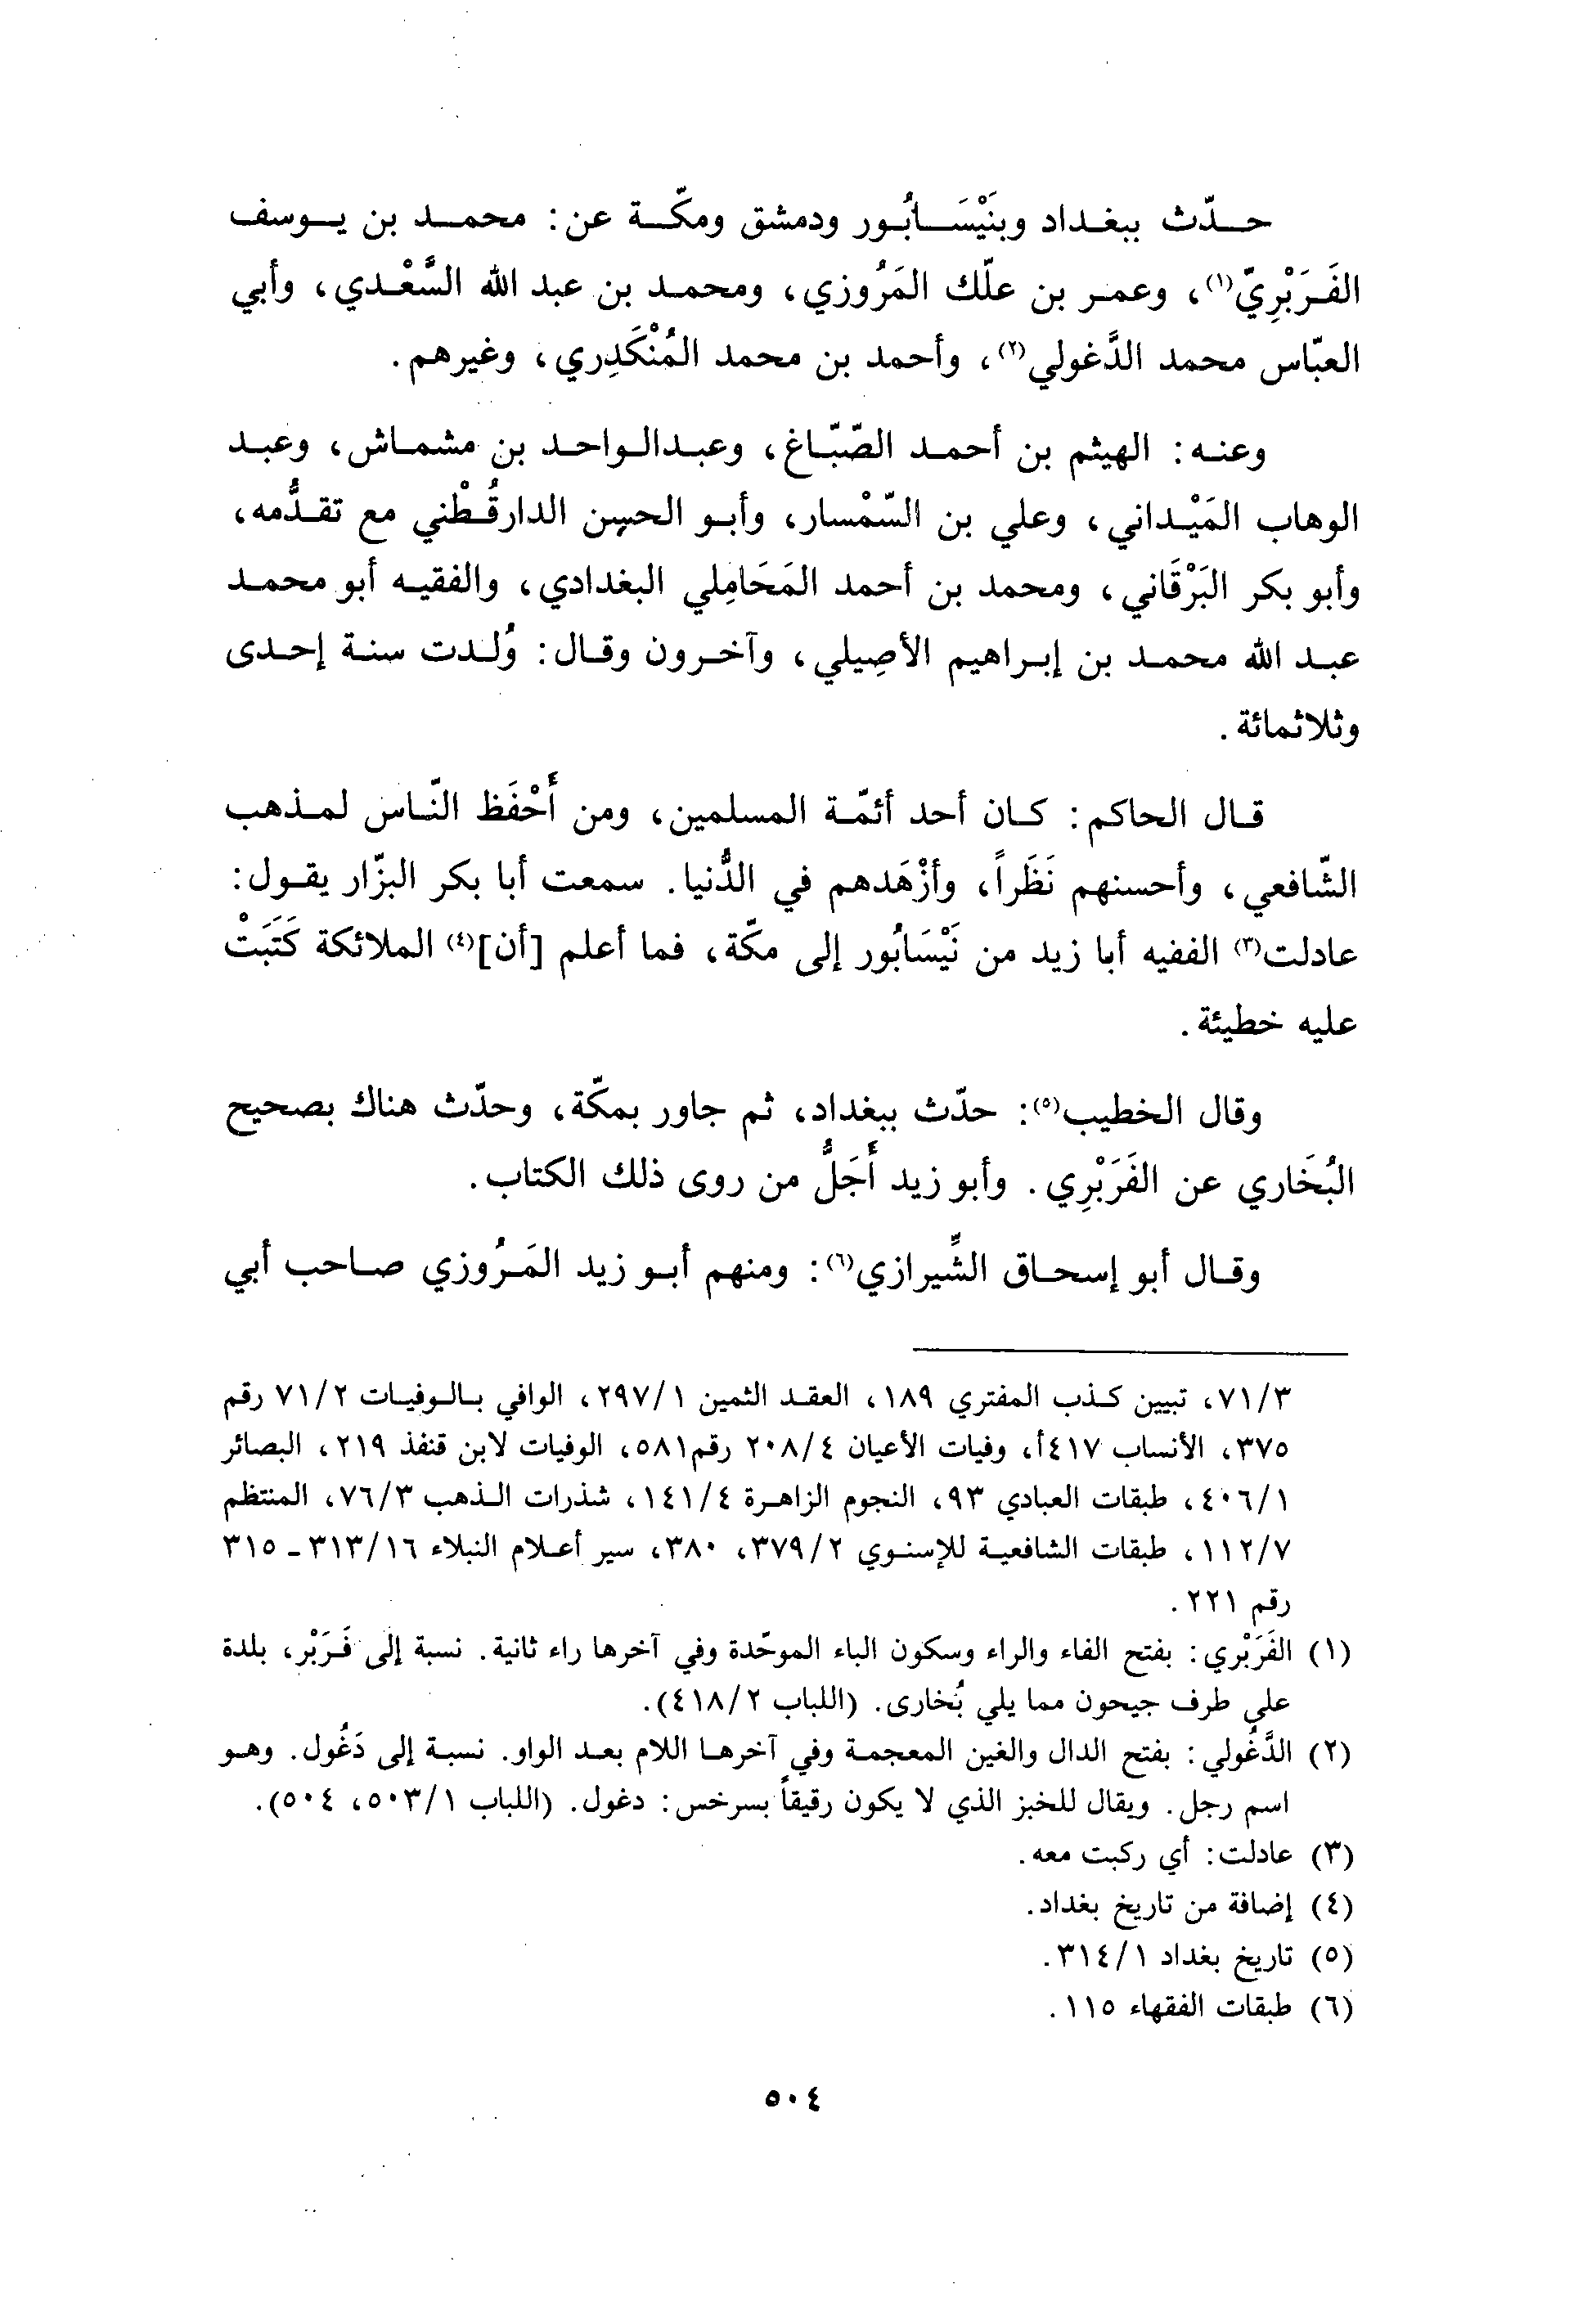 حدّث ببغداد وبنَيْسَابُور ودمشق ومكّة عن: محمد بن يوسف
الفَرَبْرِيّ(١)، وعمر بن علّك المَرُوزي، ومحمد بن عبد الله السَّعْدي، وأبي
العبّاس محمد الدَّغولي(٢)، وأحمد بن محمد المُنْكَدِري، وغيرهم.
وعنه: الهيثم بن أحمد الصّبّاغ، وعبدالواحد بن مشماش، وعبد
الوهاب المَيْداني، وعلي بن السّمْسار، وأبو الحسن الدارقُطْني مع تقدُّمه،
وأبو بكر البَرْقَاني، ومحمد بن أحمد المَحَامِلي البغدادي، والفقيه أبو محمد
عبد الله محمد بن إبراهيم الأصِيلي، وآخرون وقال: وُلدت سنة إحدى
وثلاثمائة.
قال الحاكم: كان أحد أئمّة المسلمين، ومن أَحْفَظ النّاس لمذهب
الشّافعي، وأحسنهم نَظَراً، وأزْهَدهم في الدُّنيا. سمعت أبا بكر البزّار يقول:
عادلت(٣) الفقيه أبا زيد من نَيْسَابُور إلى مكّة، فما أعلم [أن](٤) الملائكة كَتَبَتْ
عليه خطيئة.
وقال الخطيب(٥): حدّث ببغداد، ثم جاور بمكّة، وحدّث هناك بصحيح
البُخَاري عن الفَرَبْرِي. وأبو زيد أَجَلُّ من روى ذلك الكتاب.
وقال أبو إسحاق الشِّيرازي(٦): ومنهم أبو زيد المَرُوزي صاحب أبي
٧١/٣، تبيين كذب المفتري ١٨٩، العقد الثمين ٢٩٧/١، الوافي بالوفيات ٧١/٢ رقم
٣٧٥، الأنساب ٤١٧أ، وفيات الأعيان ٢٠٨/٤ رقم٥٨١، الوفيات لابن قنفذ ٢١٩، البصائر
٤٠٦/١، طبقات العبادي ٩٣، النجوم الزاهرة ١٤١/٤، شذرات الذهب ٧٦/٣، المنتظم
١١٢/٧، طبقات الشافعية للإسنوي ٣٧٩/٢، ٣٨٠، سير أعلام النبلاء ٣١٣/١٦ ـ ٣١٥
رقم ٢٢١.
(١) الفَرَبْري: بفتح الفاء والراء وسكون الباء الموحّدة وفي آخرها راء ثانية. نسبة إلى فَرَبْر، بلدة
على طرف جيحون مما يلي بُخارى. (اللباب ٤١٨/٢).
(٢) الدَّغُولي: بفتح الدال والغين المعجمة وفي آخرها اللام بعد الواو. نسبة إلى دَغُول. وهو
اسم رجل. ويقال للخبز الذي لا يكون رقيقاً بسرخس: دغول. (اللباب ٥٠٣/١، ٥٠٤).
(٣) عادلت: أي ركبت معه.
(٤) إضافة من تاريخ بغداد.
(٥) تاريخ بغداد ٣١٤/١.
(٦) طبقات الفقهاء ١١٥.
٥٠٤